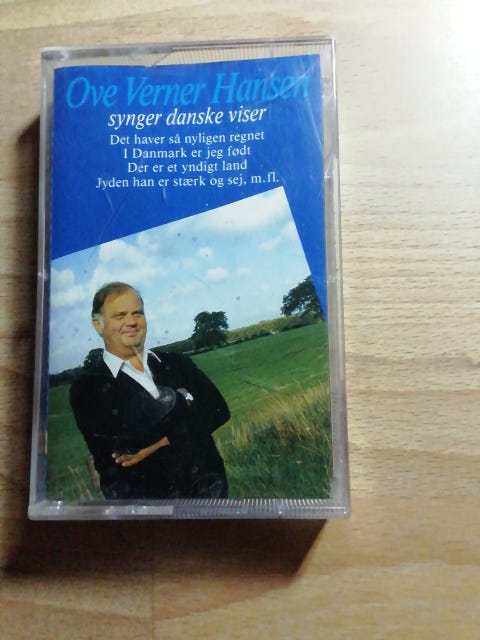 Ove Verner Hansen
synger danske viser
Det haver så nyligen regnet
I Danmark er jeg født
Der er et yndigt land
Jyden han er stærk og sej, m.fl.